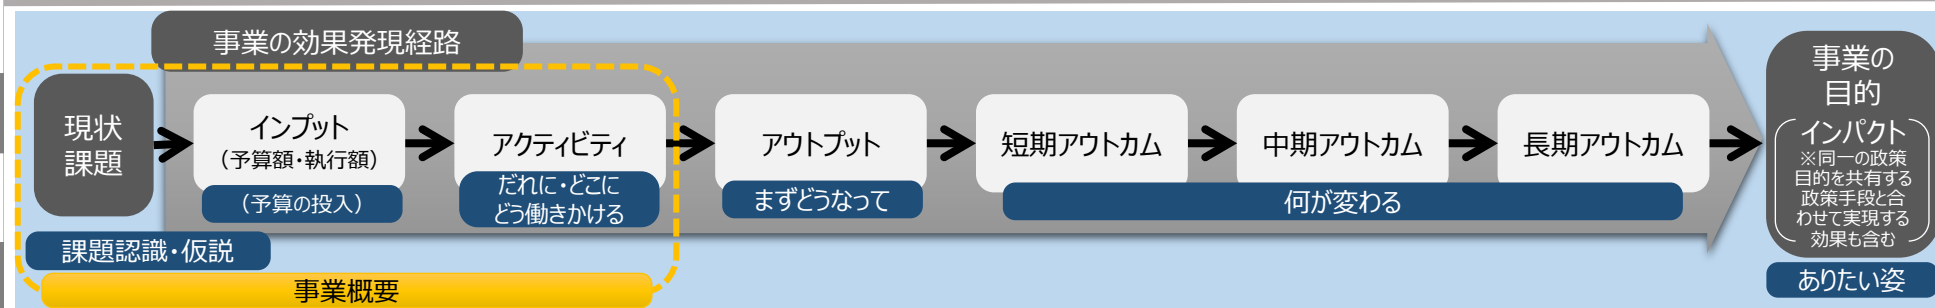 事業の効果発現経路
現状
課題
インプット
（予算額・執行額）
（予算の投入）
アクティビティ
だれに・どこに
どう働きかける
アウトプット
まずどうなって
短期アウトカム
中期アウトカム
長期アウトカム
何が変わる
事業の
目的
インパクト
※同一の政策
目的を共有する
政策手段と合
わせて実現する
効果も含む
ありたい姿
課題認識・仮説
事業概要